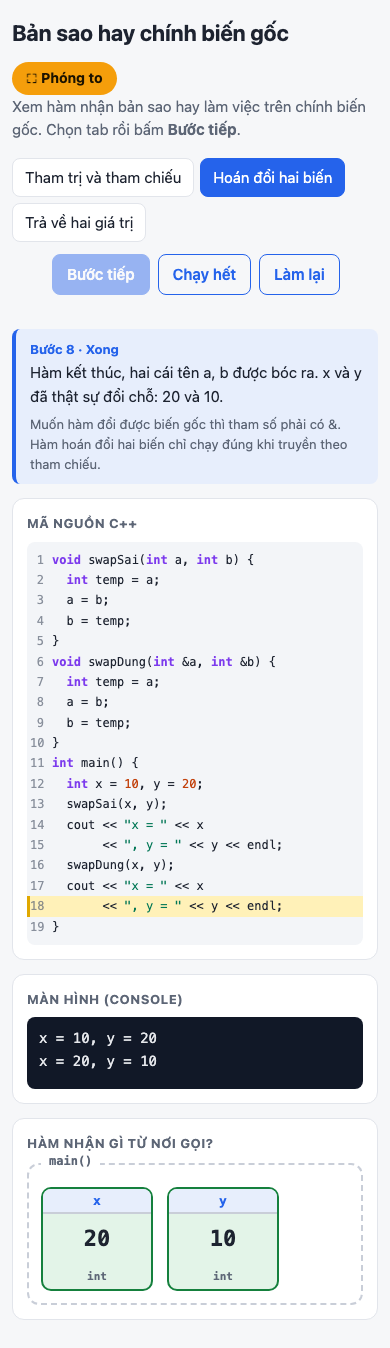 Bản sao hay chính biến gốc
⛶ Phóng to
Xem hàm nhận bản sao hay làm việc trên chính biến
gốc. Chọn tab rồi bấm Bước tiếp.
Tham trị và tham chiếu
Hoán đổi hai biến
Trả về hai giá trị
Bước tiếp
Chạy hết
Làm lại
Bước 8 · Xong
Hàm kết thúc, hai cái tên a, b được bóc ra. x và y
đã thật sự đổi chỗ: 20 và 10.
Muốn hàm đổi được biến gốc thì tham số phải có &.
Hàm hoán đổi hai biến chỉ chạy đúng khi truyền theo
tham chiếu.
MÃ NGUỒN C++
1 void swapSai(int a, int b) {
2   int temp = a;
3   a = b;
4   b = temp;
5 }
6 void swapDung(int &a, int &b) {
7   int temp = a;
8   a = b;
9   b = temp;
10 }
11 int main() {
12   int x = 10, y = 20;
13   swapSai(x, y);
14   cout << "x = " << x
15        << ", y = " << y << endl;
16   swapDung(x, y);
17   cout << "x = " << x
18        << ", y = " << y << endl;
19 }
MÀN HÌNH (CONSOLE)
x = 10, y = 20
x = 20, y = 10
HÀM NHẬN GÌ TỪ NƠI GỌI?
main()
x
20
int
y
10
int